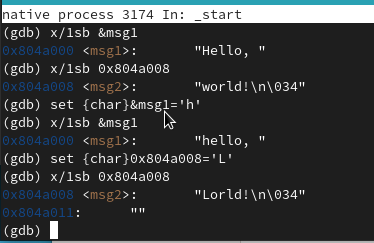 native process 3174 In: _start
(gdb) x/1sb &msg1
0x804a000 <msg1>:        "Hello, "
(gdb) x/1sb 0x804a008
0x804a008 <msg2>:        "world!\n\034"
(gdb) set {char}&msg1='h'
(gdb) x/1sb &msg1
0x804a000 <msg1>:        "hello, "
(gdb) set {char}0x804a008='L'
(gdb) x/1sb 0x804a008
0x804a008 <msg2>:        "Lorld!\n\034"
0x804a011:      ""
(gdb)